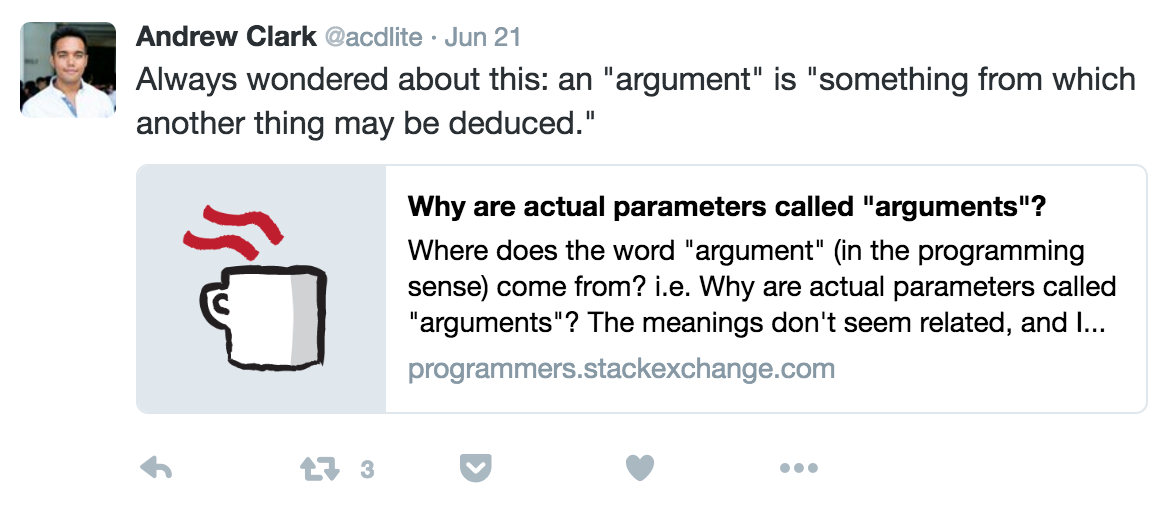 Andrew Clark @acdlite · Jun 21
Always wondered about this: an "argument" is "something from which
another thing may be deduced."
Why are actual parameters called "arguments"?
Where does the word "argument" (in the programming
sense) come from? i.e. Why are actual parameters called
"arguments"? The meanings don't seem related, and I...
programmers.stackexchange.com
3